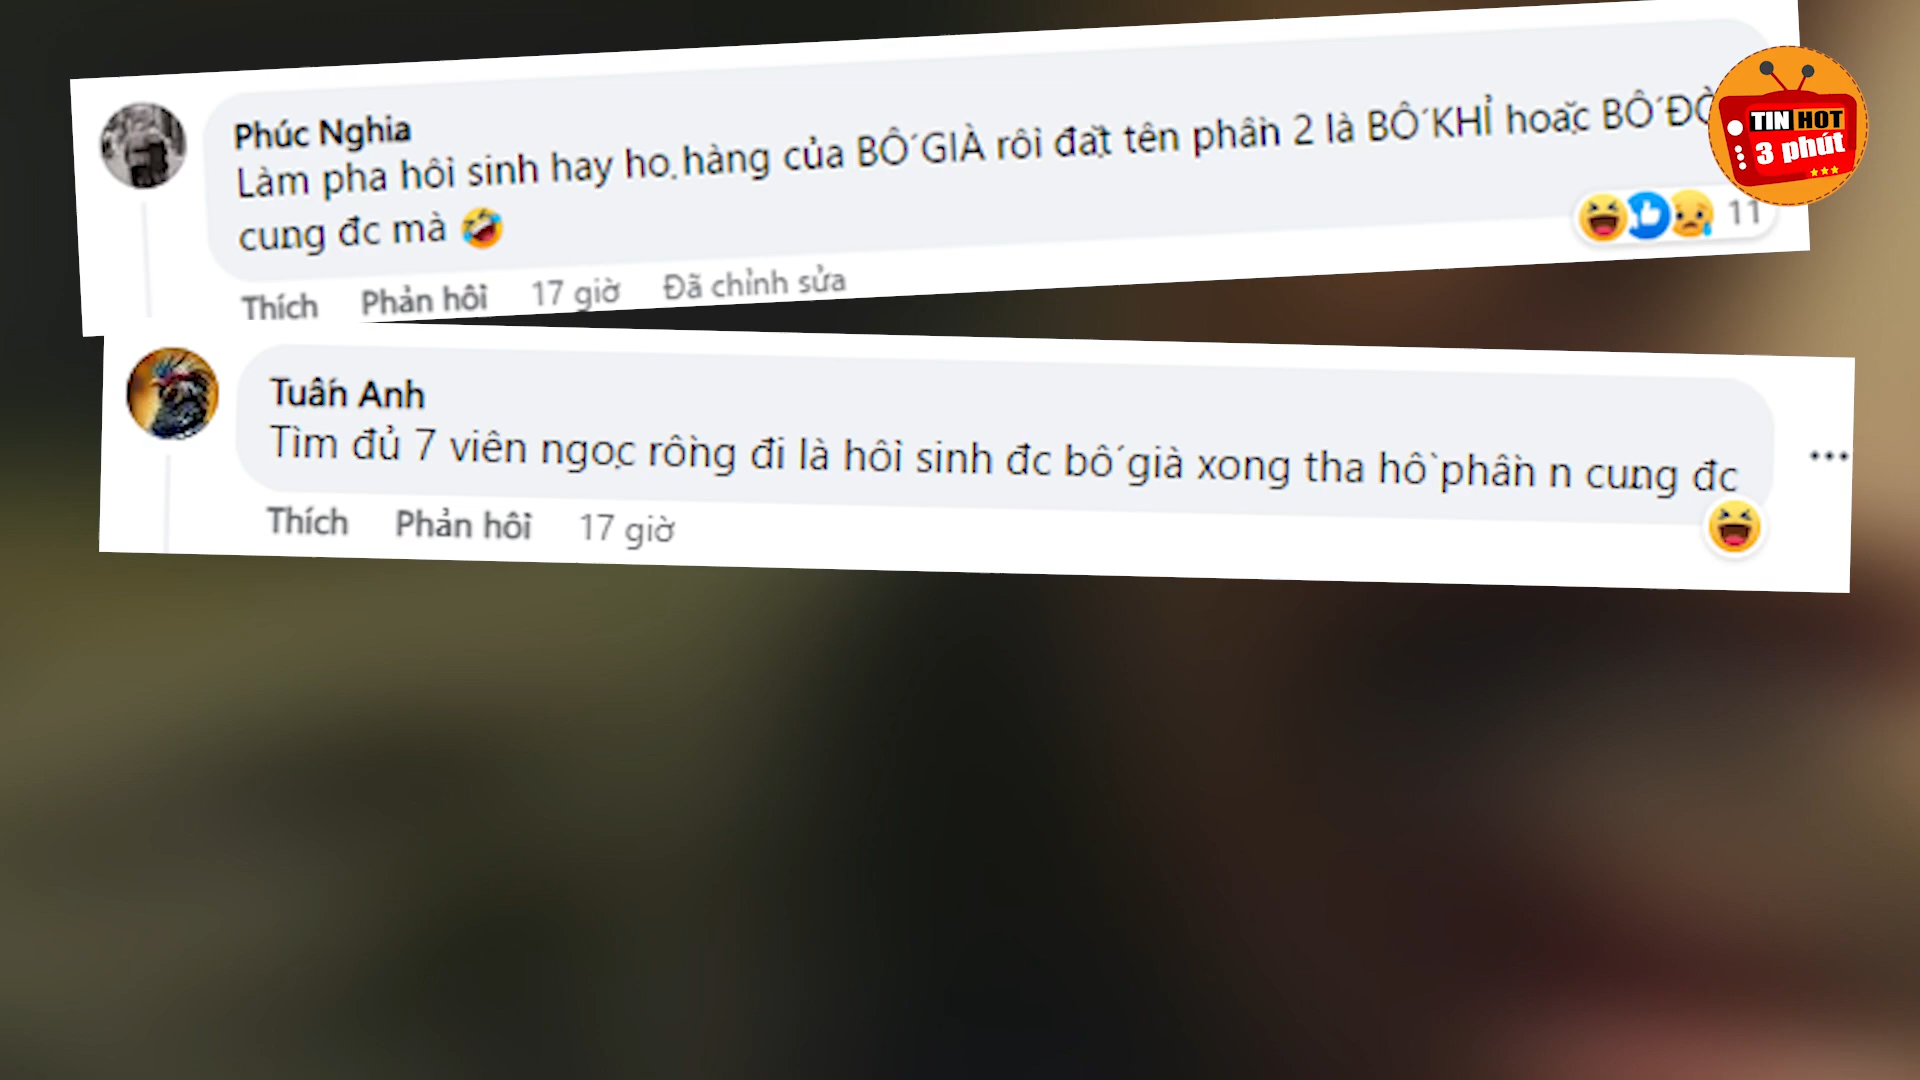 Phúc Nghia
Làm pha hồi sinh hay họ hàng của BỐ GIÀ rồi đặt tên phần 2 là BỐ KHỈ hoặc BỐ ĐỜ
cung đc mà 🤣
11
Thích Phản hồi 17 giờ Đã chỉnh sửa
TIN HOT
3 phút
Tuấn Anh
Tìm đủ 7 viên ngọc rồng đi là hồi sinh đc bố già xong tha hồ phần n cung đc
Thích Phản hồi 17 giờ